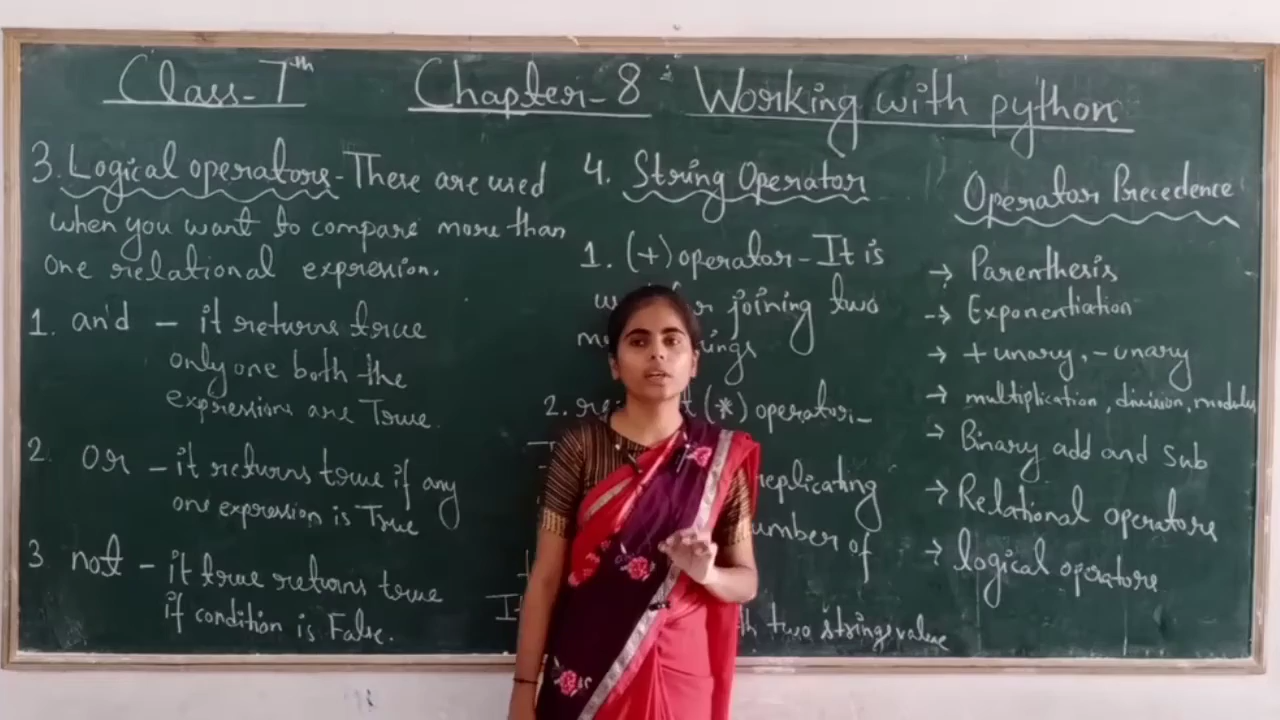 Class-7th Chapter-8 : Working with python
3. Logical operators - These are used
when you want to compare more than
one relational expression.
1. and - it returns true
only one both the
expressions are True.
2. or - it returns true if any
one expression is True
3 not - it true returns true
if condition is False.
4. String Operator
1. (+) operator - It is
joining two
2. (*) operator -
replicating
number of
It
two strings value
Operator Precedence
→ Parenthesis
→ Exponentiation
→ + unary, - unary
→ multiplication, division, modulus
→ Binary add and Sub
→ Relational operators
→ logical operators